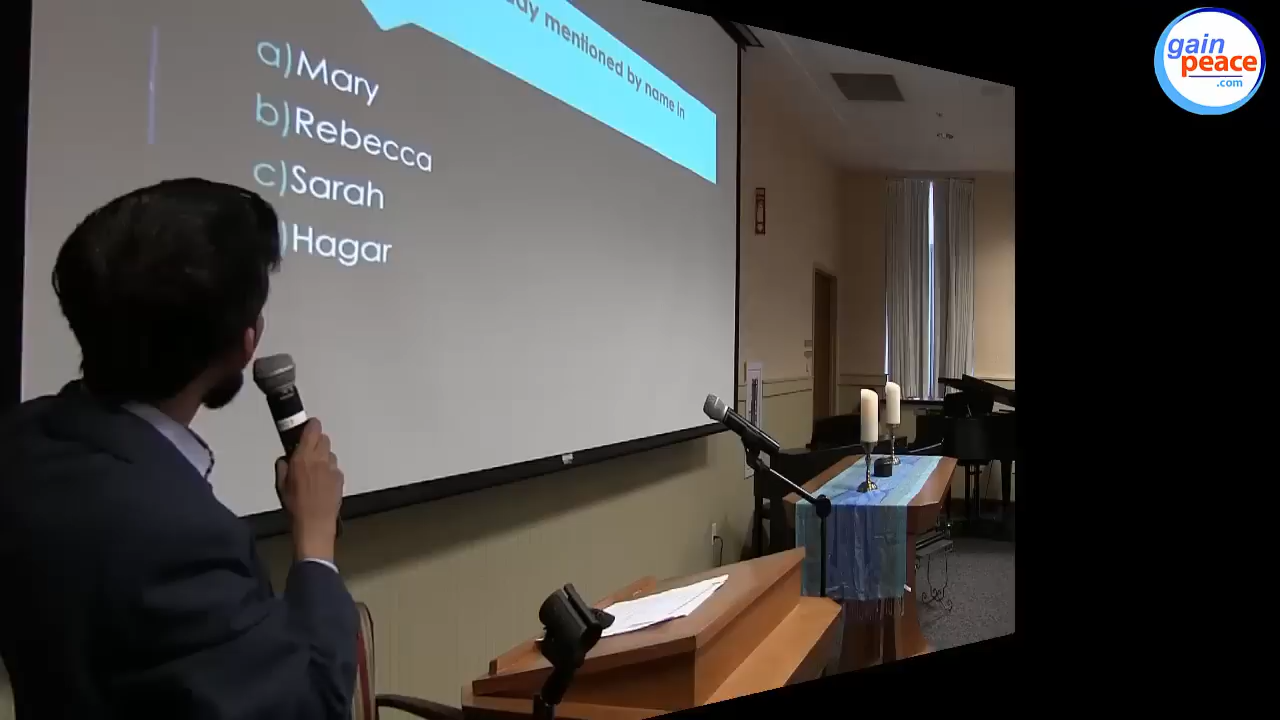 mentioned by name in
a)Mary
b)Rebecca
c)Sarah
)Hagar
gain
peace
.com